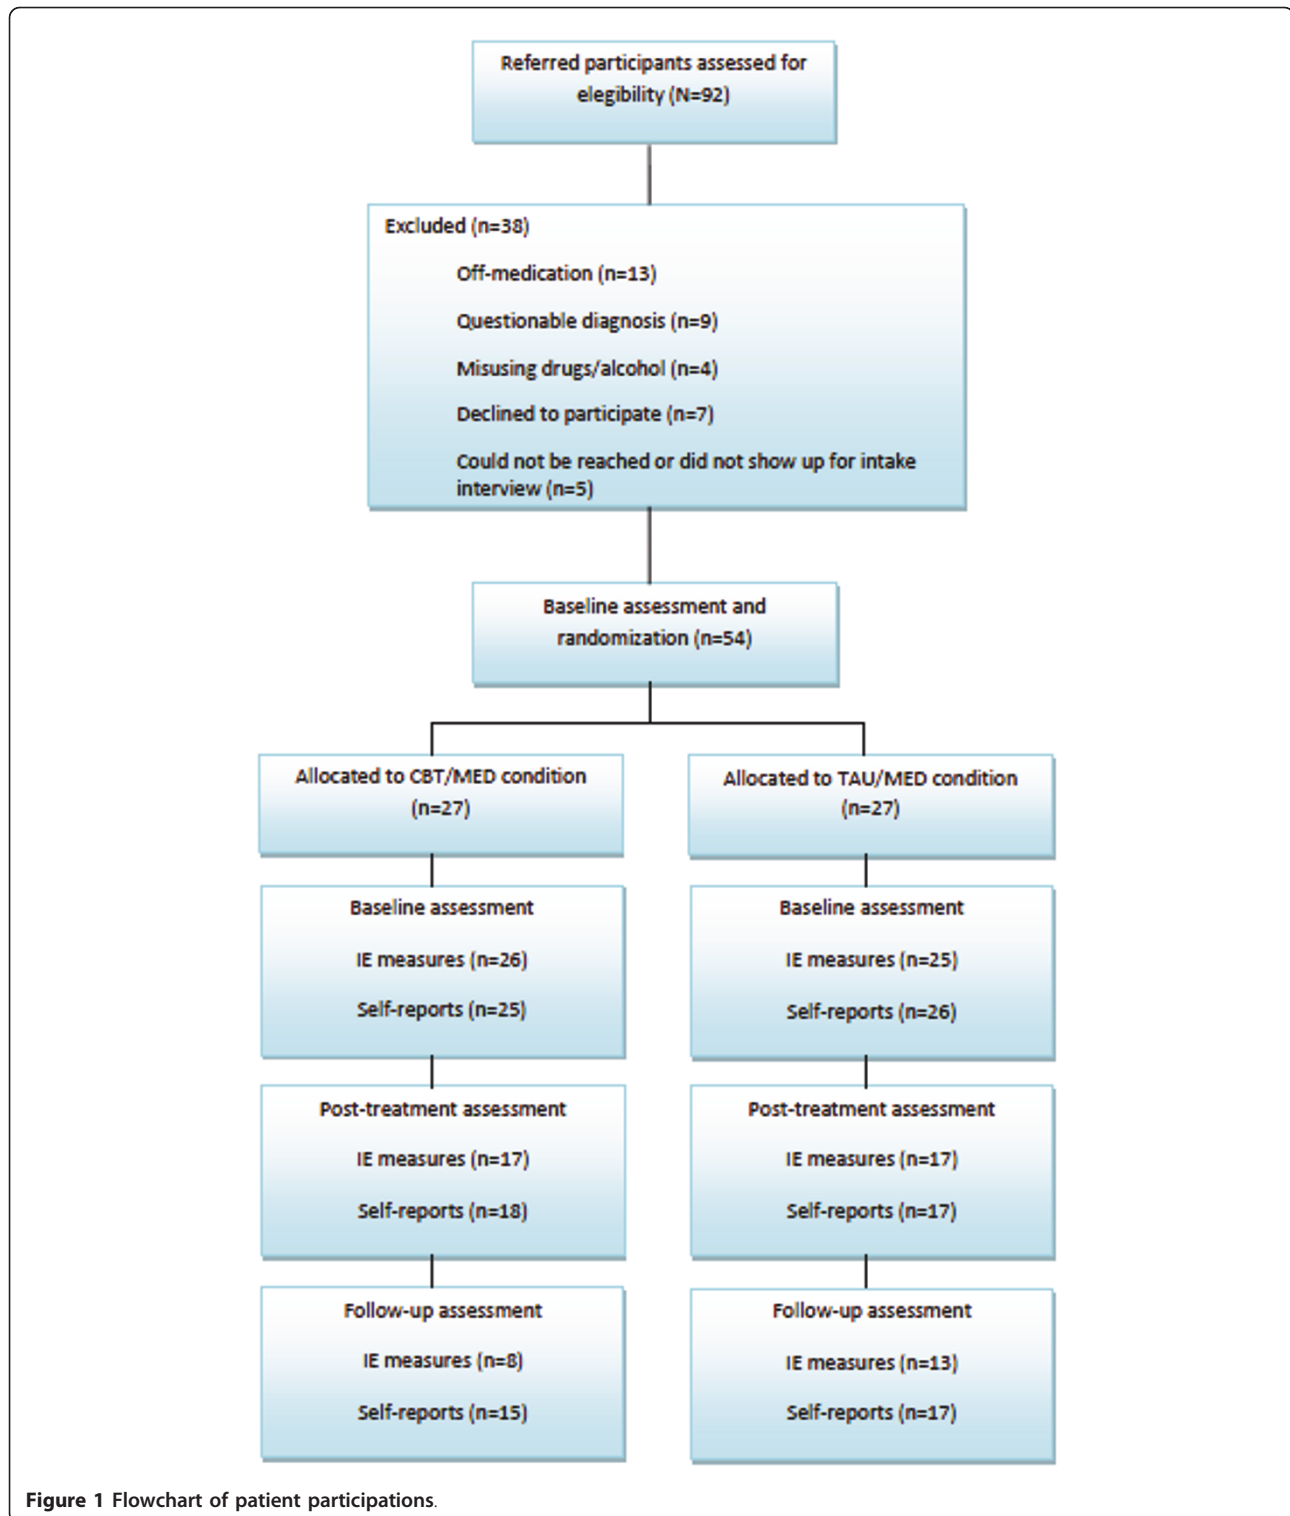 Referred participants assessed for
elegibility (N=92)
Excluded (n=38)
Off-medication (n=13)
Questionable diagnosis (n=9)
Misusing drugs/alcohol (n=4)
Declined to participate (n=7)
Could not be reached or did not show up for intake
interview (n=5)
Baseline assessment and
randomization (n=54)
Allocated to CBT/MED condition
(n=27)
Baseline assessment
IE measures (n=26)
Self-reports (n=25)
Post-treatment assessment
IE measures (n=17)
Self-reports (n=18)
Follow-up assessment
IE measures (n=8)
Self-reports (n=15)
Allocated to TAU/MED condition
(n=27)
Baseline assessment
IE measures (n=25)
Self-reports (n=26)
Post-treatment assessment
IE measures (n=17)
Self-reports (n=17)
Follow-up assessment
IE measures (n=13)
Self-reports (n=17)
Figure 1 Flowchart of patient participations.